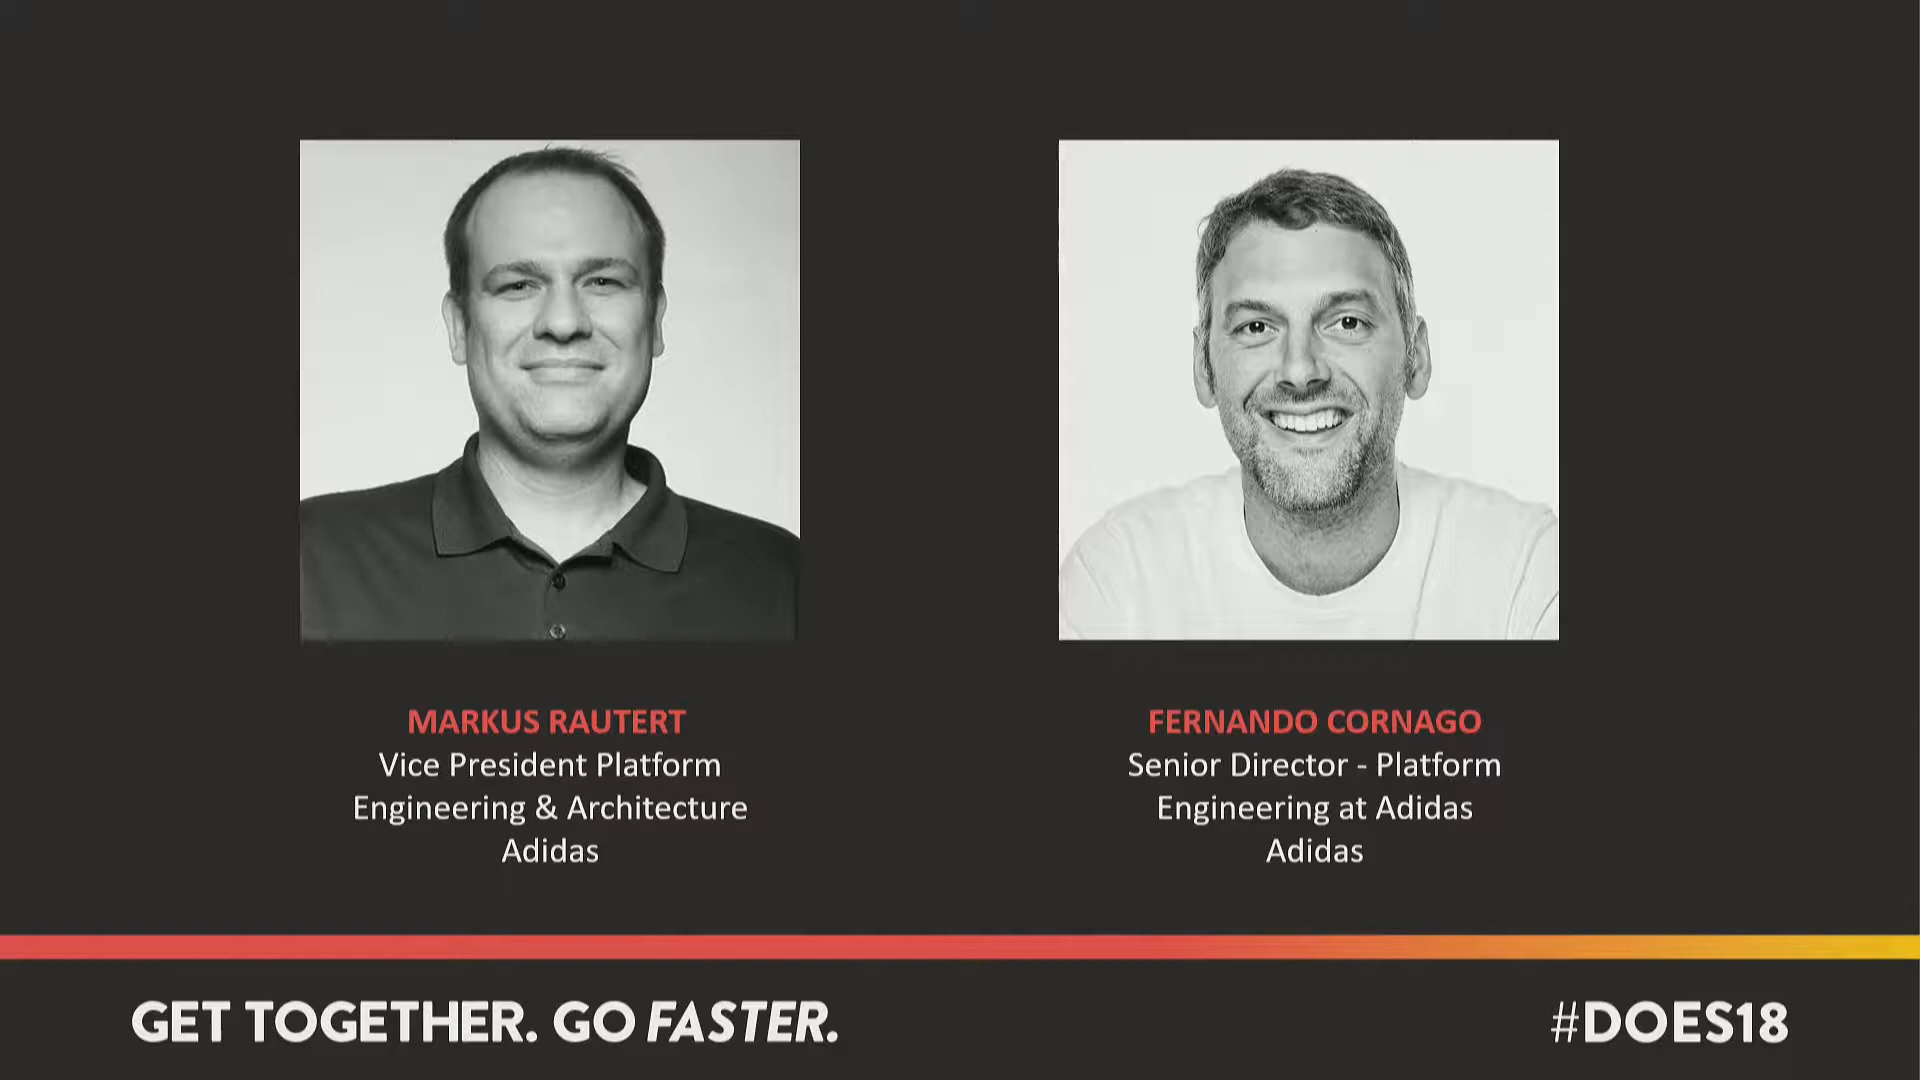 MARKUS RAUTERT
Vice President Platform
Engineering & Architecture
Adidas
FERNANDO CORNAGO
Senior Director - Platform
Engineering at Adidas
Adidas
GET TOGETHER. GO FASTER.
#DOES18